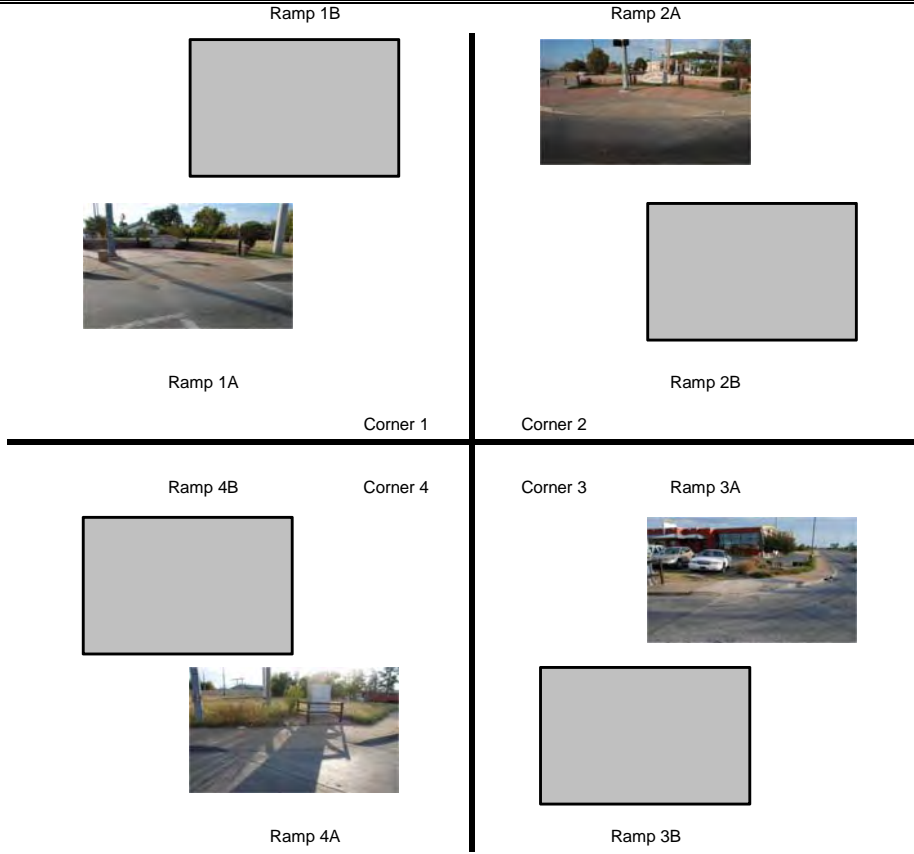 Ramp 1B
Ramp 2A
Ramp 1A
Ramp 2B
Corner 1
Corner 2
Ramp 4B
Corner 4
Corner 3
Ramp 3A
Ramp 4A
Ramp 3B